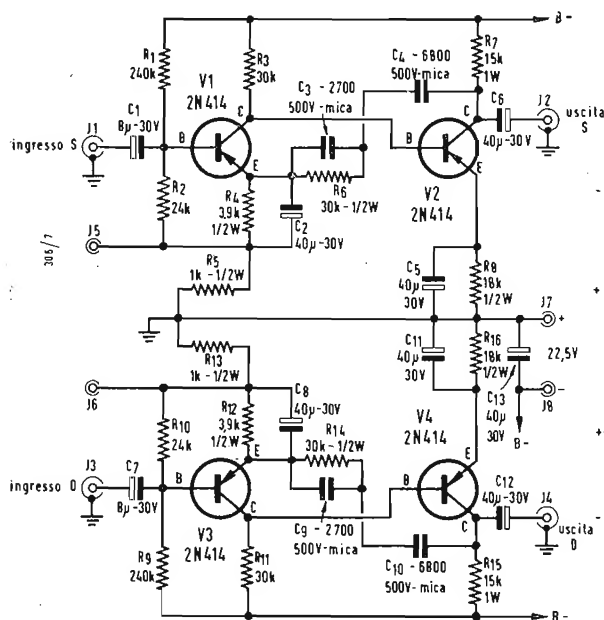 B-
R1
240k
R3
30k
C4-6800
500V-mica
R7
15k
1W
V1
2N414
C3 - 2700
500V-mica
C6
J2
uscita
S
ingresso S
J1
C1
8µ-30V
B
C
E
B
C
E
40µ-30V
R2
24k
R4
3,9k
1/2W
R6
30k-1/2W
V2
2N414
C2
40µ-30V
J5
306/7
R5
1k-1/2W
C5
40µ
30V
R8
18k
1/2W
+
J7
+
R13
1k-1/2W
C11
40µ
30V
R16
18k
1/2W
22,5V
C13
40µ
30V
-
J8
B-
J6
C8
40µ-30V
R10
24k
R12
3,9k
1/2W
R14
30k-1/2W
V4
2N414
+
J3
ingresso D
C7
8µ-30V
B
E
C
B
E
C
C12
40µ-30V
J4
uscita
D
V3
2N414
C9-2700
500V-mica
R9
240k
R11
30k
C10-6800
500V-mica
R15
15k
1W
B-